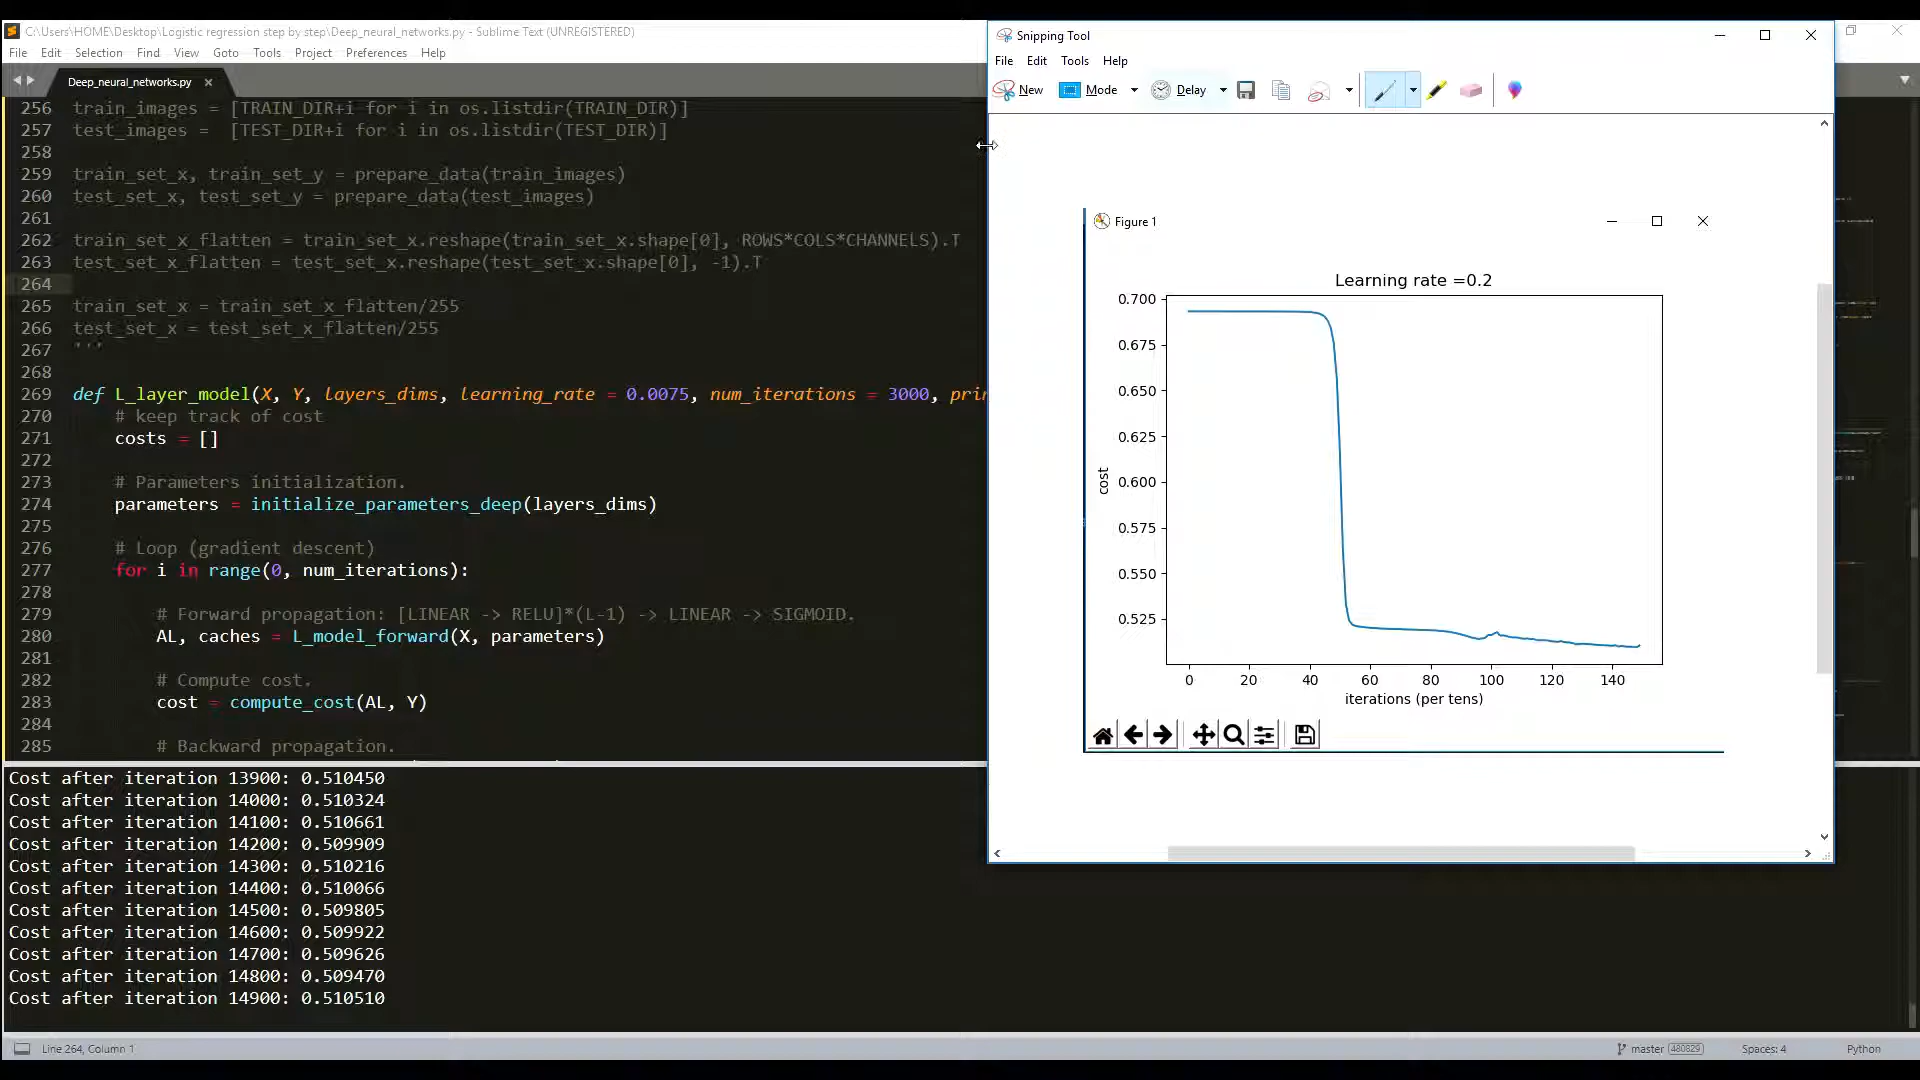 C:\Users\HOME\Desktop\Logistic regression step by step\Deep_neural_networks.py - Sublime Text (UNREGISTERED)
File Edit Selection Find View Goto Tools Project Preferences Help
Deep_neural_networks.py ×
256 train_images = [TRAIN_DIR+i for i in os.listdir(TRAIN_DIR)]
257 test_images =  [TEST_DIR+i for i in os.listdir(TEST_DIR)]
258
259 train_set_x, train_set_y = prepare_data(train_images)
260 test_set_x, test_set_y = prepare_data(test_images)
261
262 train_set_x_flatten = train_set_x.reshape(train_set_x.shape[0], ROWS*COLS*CHANNELS).T
263 test_set_x_flatten = test_set_x.reshape(test_set_x.shape[0], -1).T
264
265 train_set_x = train_set_x_flatten/255
266 test_set_x = test_set_x_flatten/255
267 '''
268
269 def L_layer_model(X, Y, layers_dims, learning_rate = 0.0075, num_iterations = 3000, prin
270     # keep track of cost
271     costs = []
272
273     # Parameters initialization.
274     parameters = initialize_parameters_deep(layers_dims)
275
276     # Loop (gradient descent)
277     for i in range(0, num_iterations):
278
279         # Forward propagation: [LINEAR -> RELU]*(L-1) -> LINEAR -> SIGMOID.
280         AL, caches = L_model_forward(X, parameters)
281
282         # Compute cost.
283         cost = compute_cost(AL, Y)
284
285         # Backward propagation.
Cost after iteration 13900: 0.510450
Cost after iteration 14000: 0.510324
Cost after iteration 14100: 0.510661
Cost after iteration 14200: 0.509909
Cost after iteration 14300: 0.510216
Cost after iteration 14400: 0.510066
Cost after iteration 14500: 0.509805
Cost after iteration 14600: 0.509922
Cost after iteration 14700: 0.509626
Cost after iteration 14800: 0.509470
Cost after iteration 14900: 0.510510
Line 264, Column 1
master 480829 Spaces: 4 Python
Snipping Tool
File Edit Tools Help
New Mode Delay
Figure 1
Learning rate =0.2
0.700
0.675
0.650
0.625
0.600
0.575
0.550
0.525
cost
0 20 40 60 80 100 120 140
iterations (per tens)